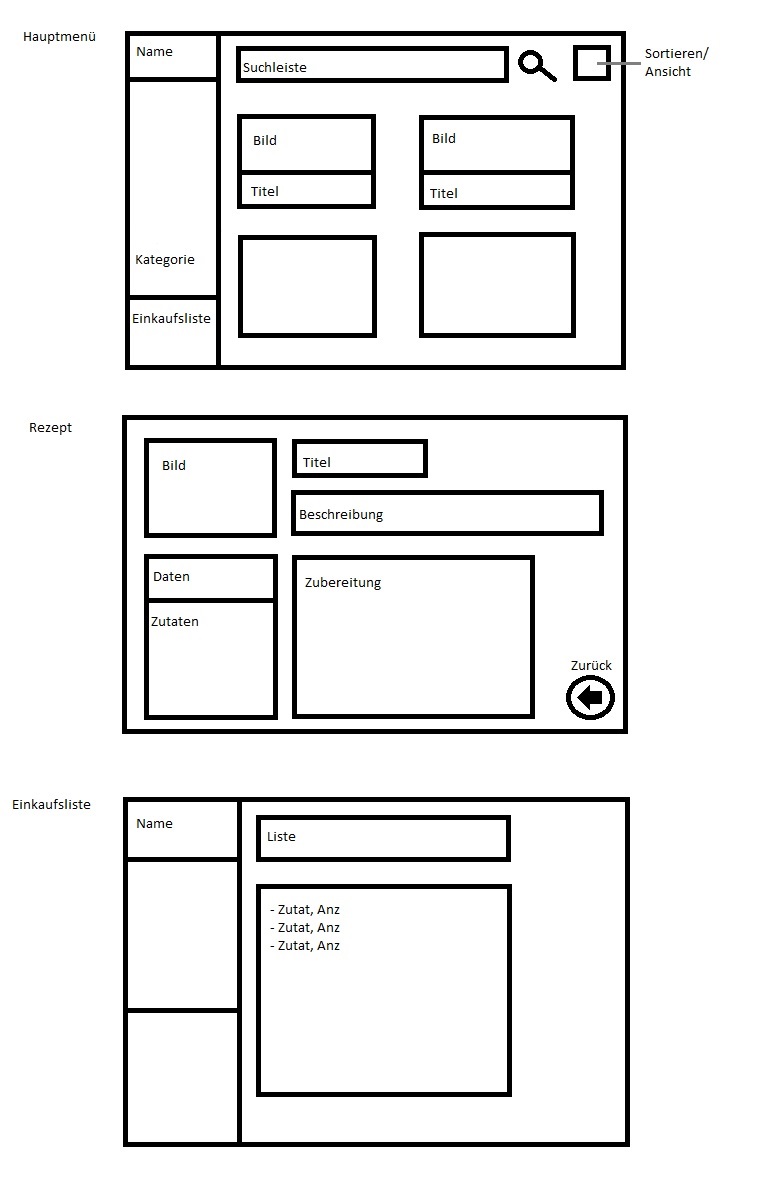 Hauptmenü
Name
Suchleiste
Sortieren/
Ansicht
Bild
Bild
Titel
Titel
Kategorie
Einkaufsliste
Rezept
Bild
Titel
Beschreibung
Daten
Zubereitung
Zutaten
Zurück
Einkaufsliste
Name
Liste
- Zutat, Anz
- Zutat, Anz
- Zutat, Anz